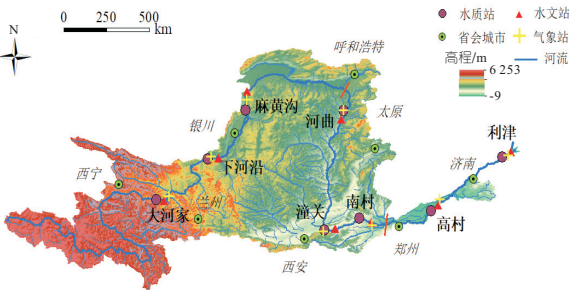 0 250 500
km
N
水质站 水文站
省会城市 气象站
高程/m 河流
6 253
-9
呼和浩特
麻黄沟
河曲
太原
银川
利津
下河沿
济南
西宁
大河家
兰州
潼关
南村
高村
郑州
西安